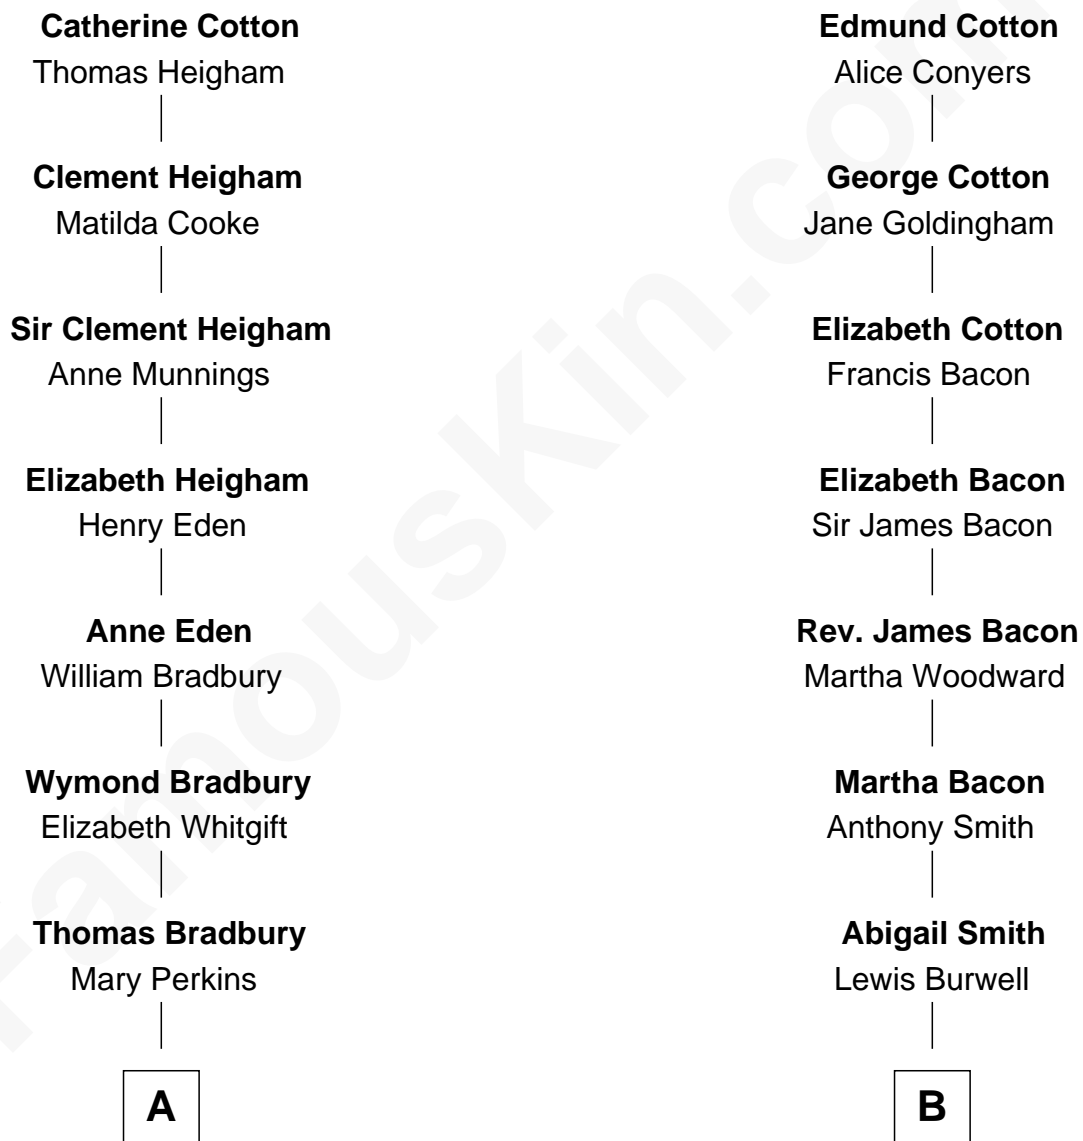 Catherine Cotton
Thomas Heigham
Clement Heigham
Matilda Cooke
Sir Clement Heigham
Anne Munnings
Elizabeth Heigham
Henry Eden
Anne Eden
William Bradbury
Wymond Bradbury
Elizabeth Whitgift
Thomas Bradbury
Mary Perkins
A
Edmund Cotton
Alice Conyers
George Cotton
Jane Goldingham
Elizabeth Cotton
Francis Bacon
Elizabeth Bacon
Sir James Bacon
Rev. James Bacon
Martha Woodward
Martha Bacon
Anthony Smith
Abigail Smith
Lewis Burwell
B
FamousKin.com